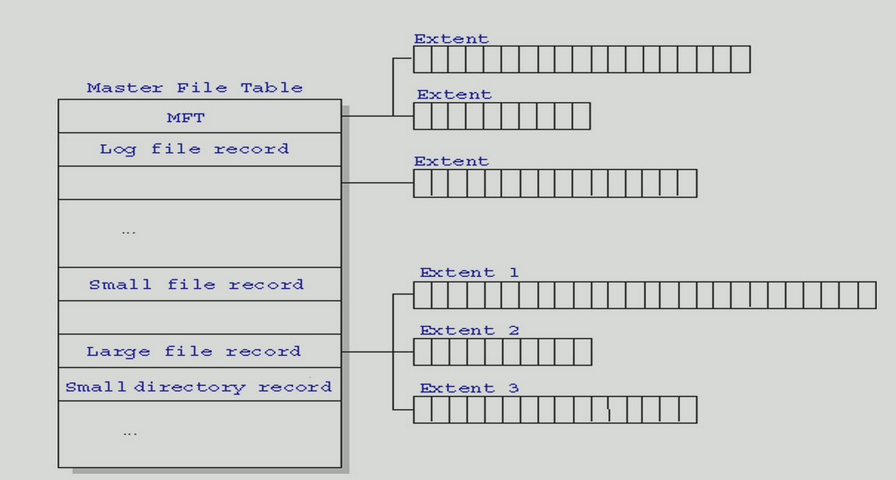 Extent
Master File Table
Extent
MFT
Log file record
Extent
...
Small file record
Extent 1
Extent 2
Large file record
Small directory record
Extent 3
...